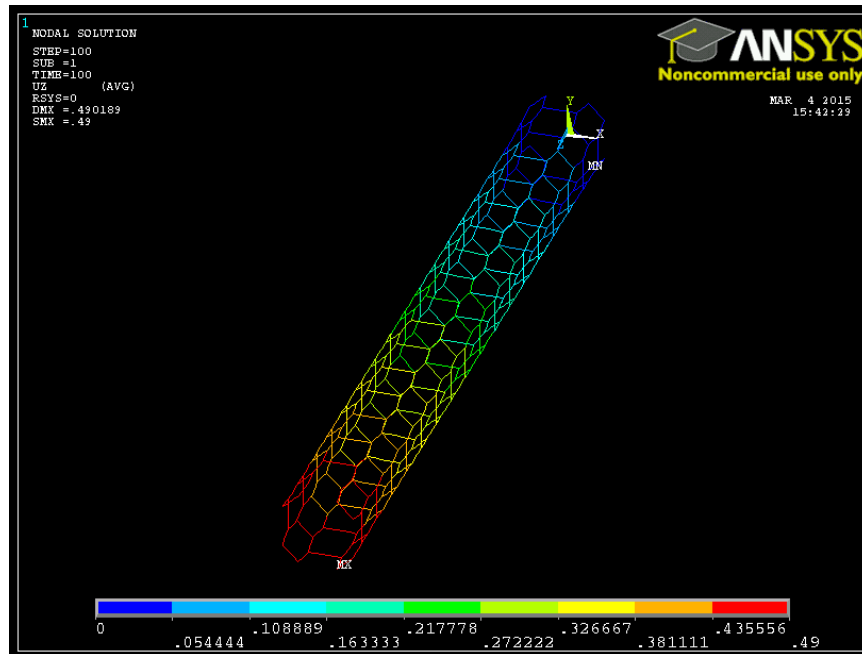 1
NODAL SOLUTION
STEP=100
SUB =1
TIME=100
UZ (AVG)
RSYS=0
DMX =.490189
SMX =.49
ANSYS
Noncommercial use only
MAR 4 2015
15:42:29
Y
X
Z
MN
MX
0 .108889 .217778 .326667 .435556
.054444 .163333 .272222 .381111 .49